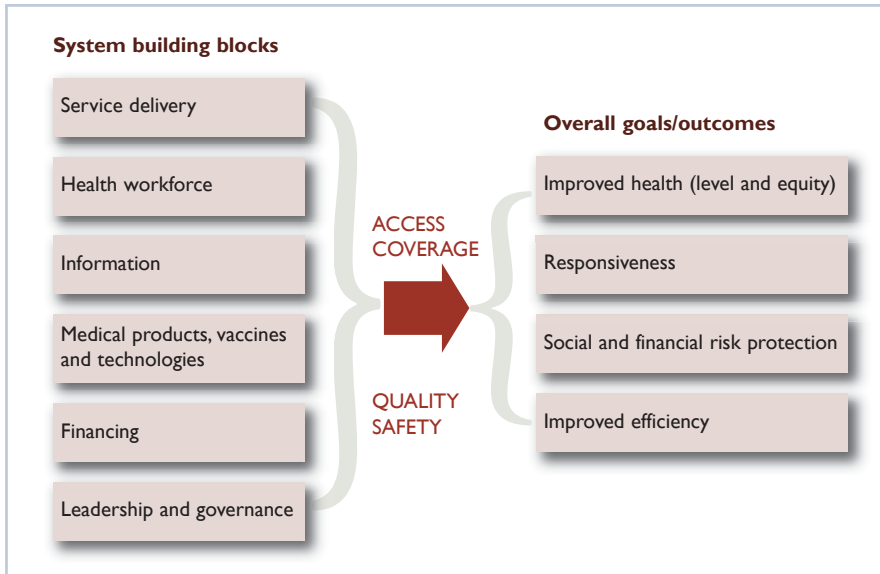 System building blocks
Service delivery
Health workforce
Information
Medical products, vaccines
and technologies
Financing
Leadership and governance
ACCESS
COVERAGE
QUALITY
SAFETY
Overall goals/outcomes
Improved health (level and equity)
Responsiveness
Social and financial risk protection
Improved efficiency